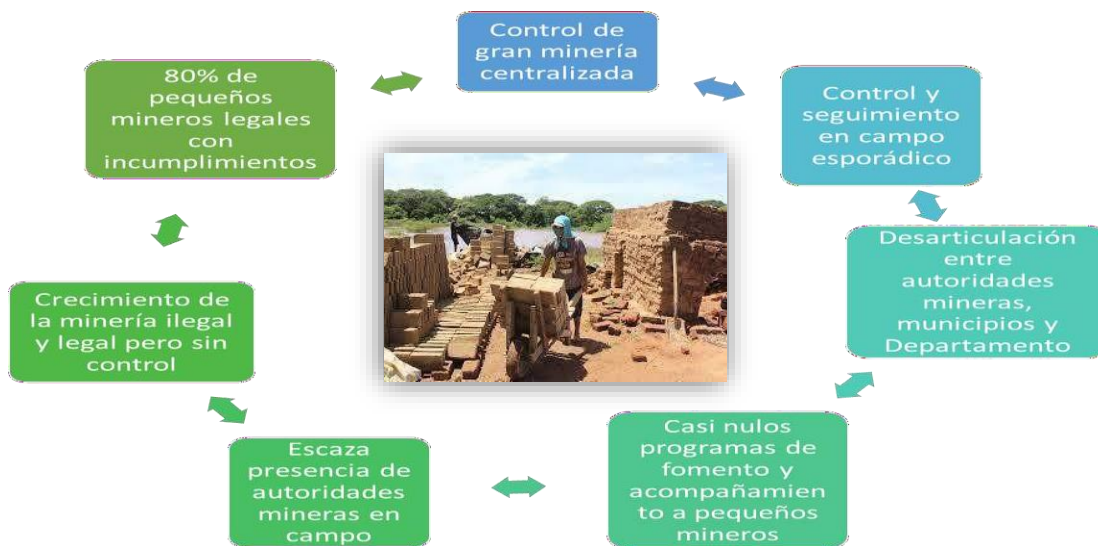 Control de
gran minería
centralizada
Control y
seguimiento
en campo
esporádico
Desarticulación
entre
autoridades
mineras,
municipios y
Departamento
Casi nulos
programas de
fomento y
acompañamien
to a pequeños
mineros
Escaza
presencia de
autoridades
mineras en
campo
Crecimiento de
la minería ilegal
y legal pero sin
control
80% de
pequeños
mineros legales
con
incumplimientos